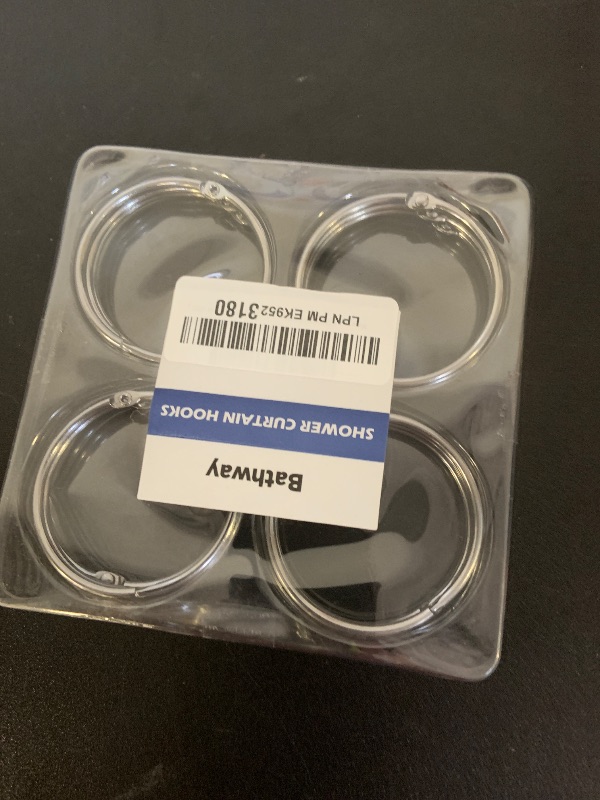 Bathway
SHOWER CURTAIN HOOKS
LPN PM EK9523180